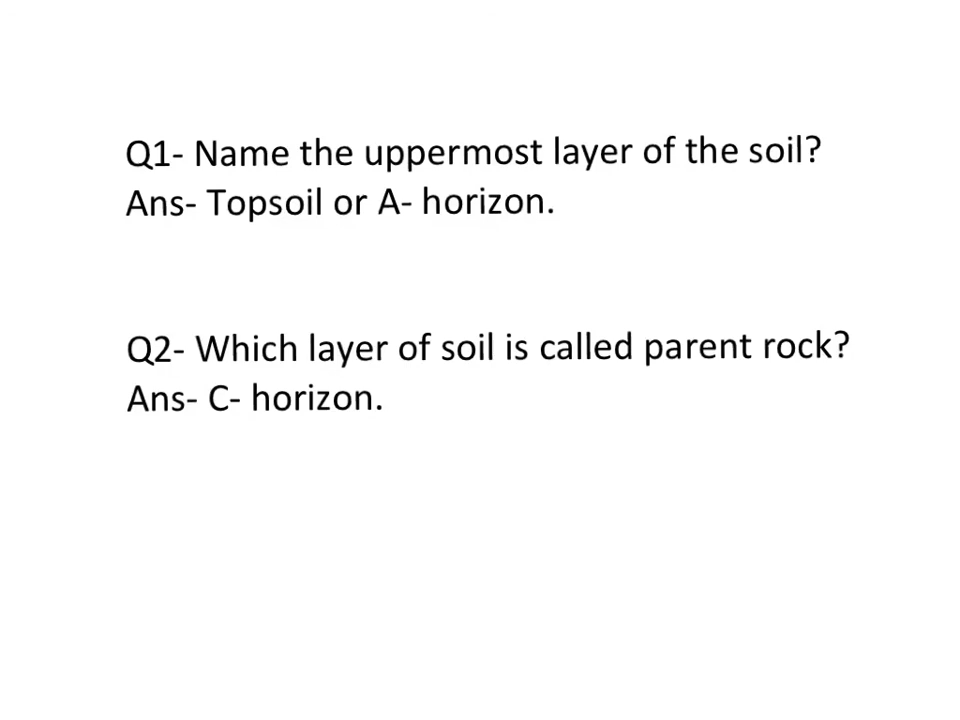 Q1- Name the uppermost layer of the soil?
Ans- Topsoil or A- horizon.
Q2- Which layer of soil is called parent rock?
Ans- C- horizon.